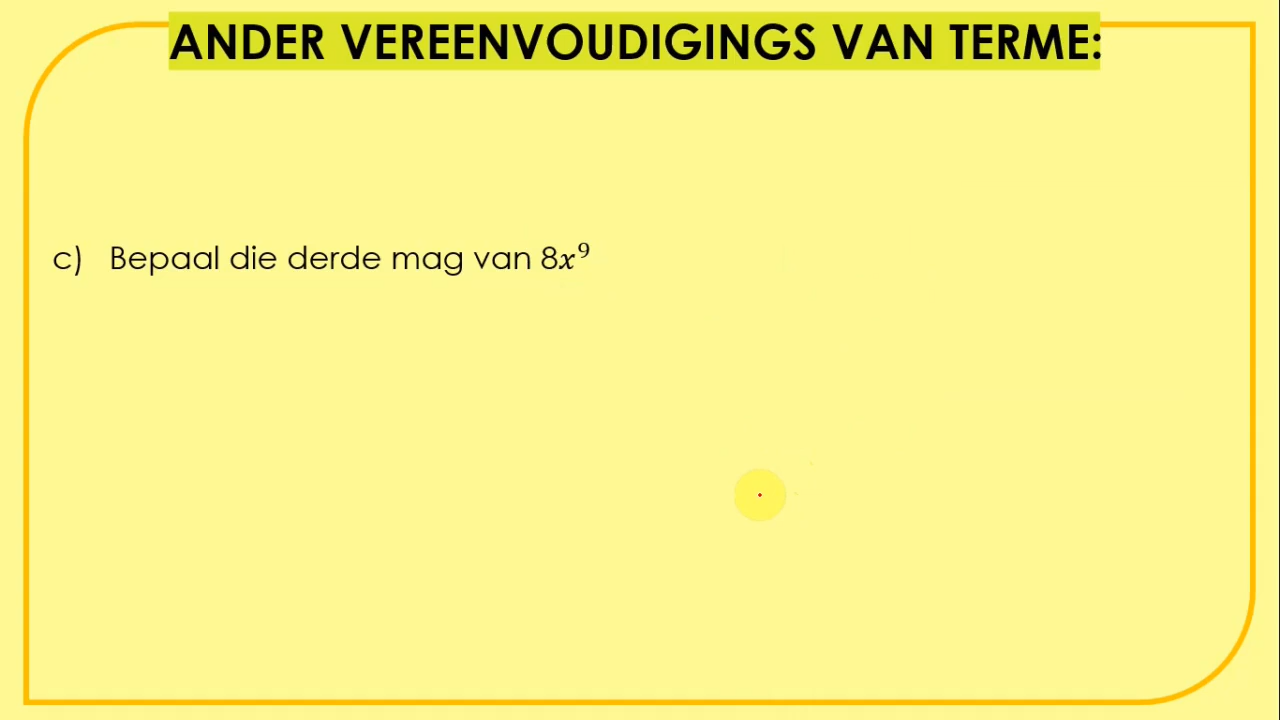 ANDER VEREENVOUDIGINGS VAN TERME:
c) Bepaal die derde mag van 8𝑥⁹